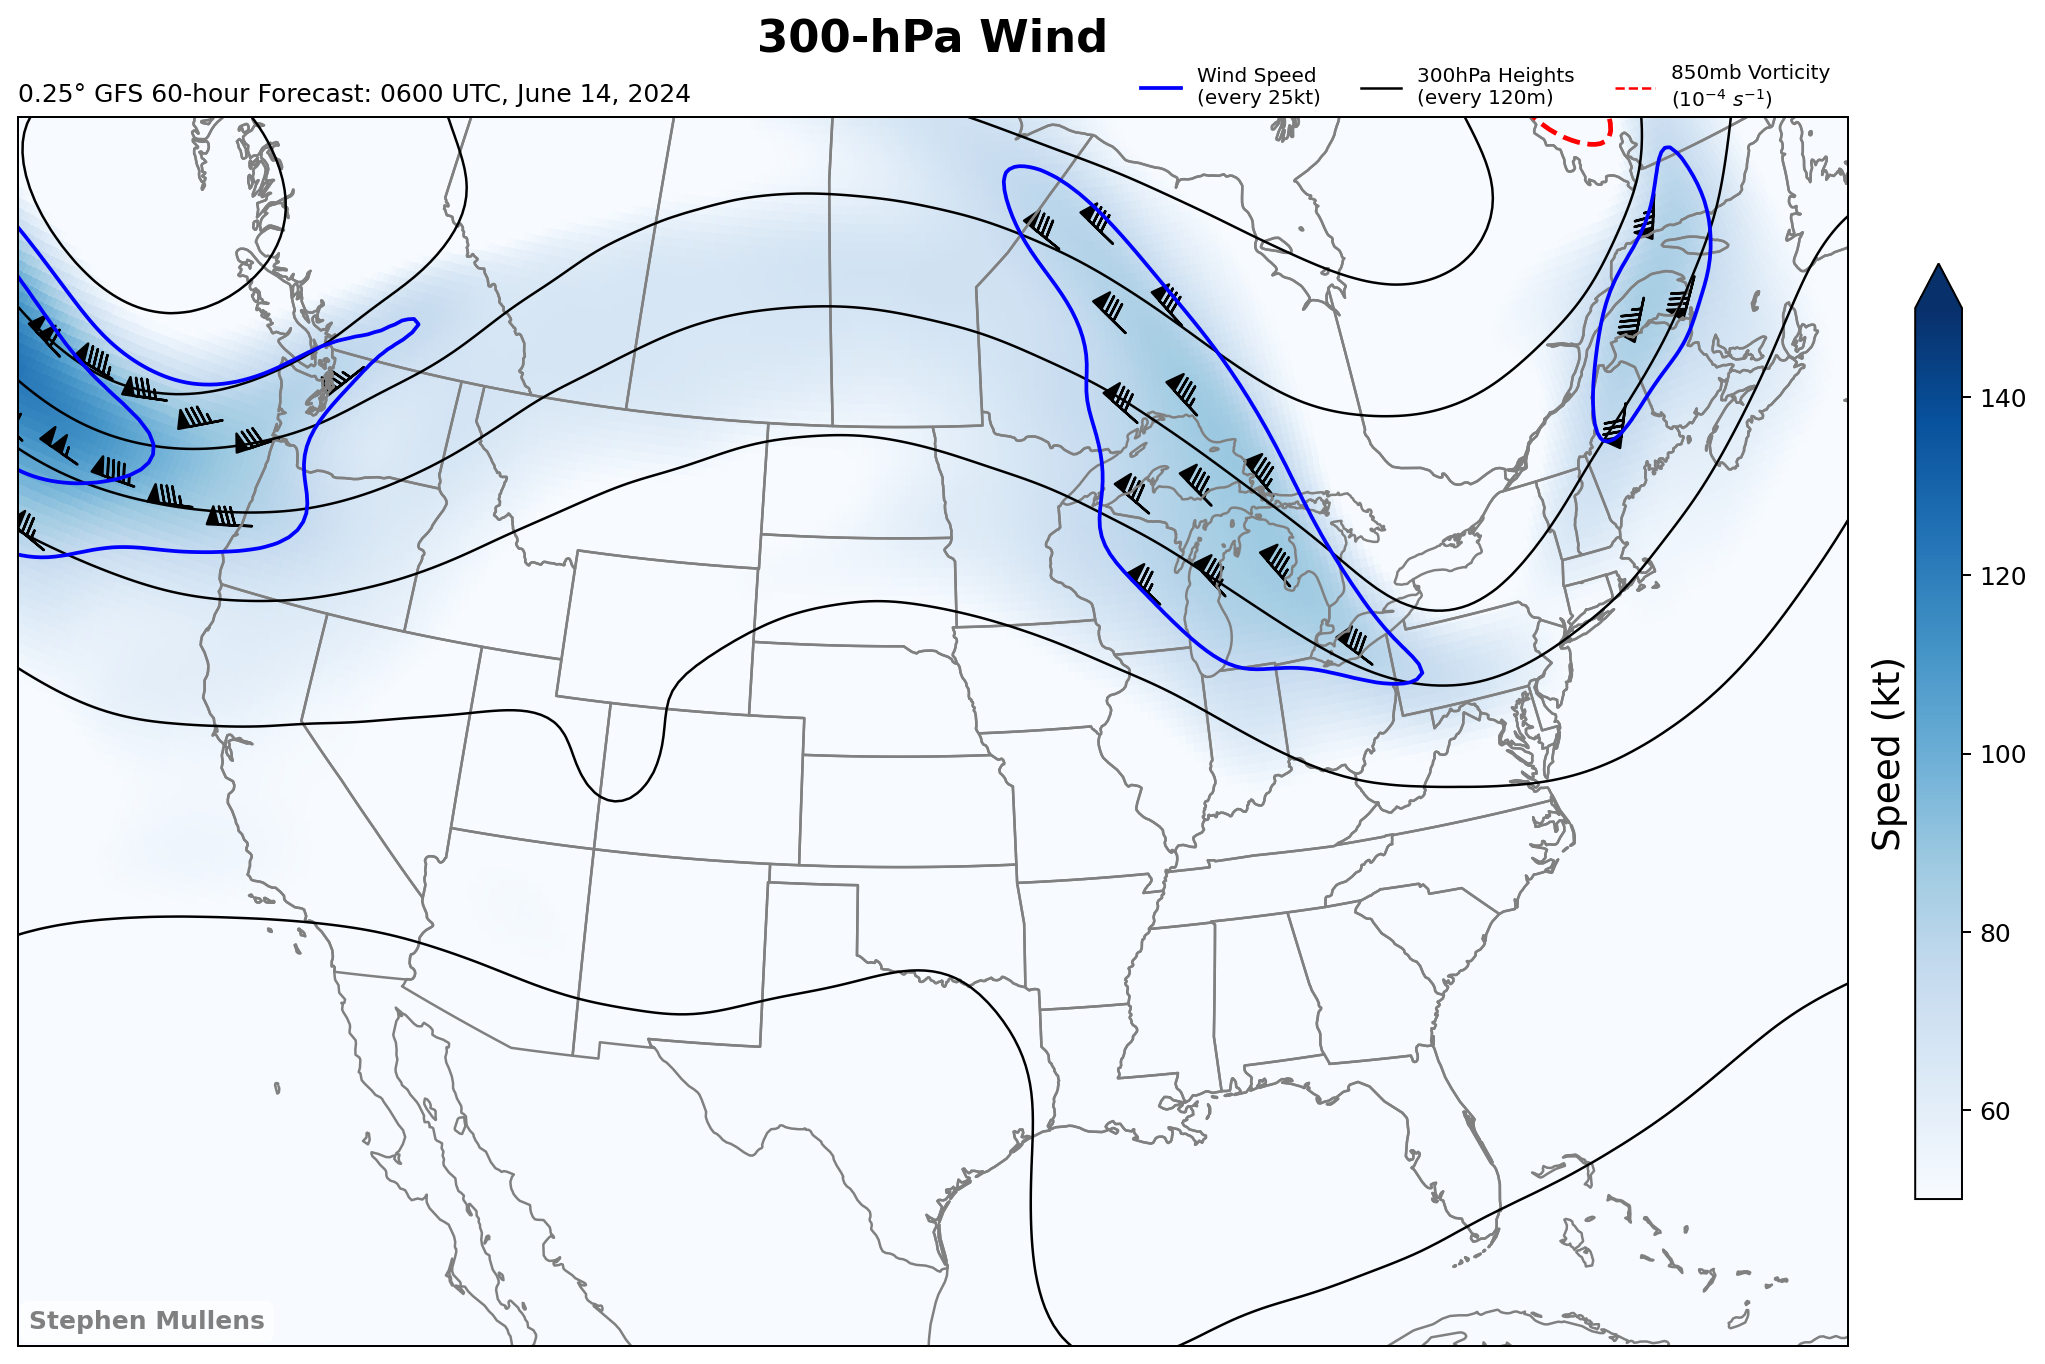 300-hPa Wind
0.25° GFS 60-hour Forecast: 0600 UTC, June 14, 2024
Wind Speed
(every 25kt)
300hPa Heights
(every 120m)
850mb Vorticity
(10⁻⁴ s⁻¹)
140
120
100
80
60
Speed (kt)
Stephen Mullens